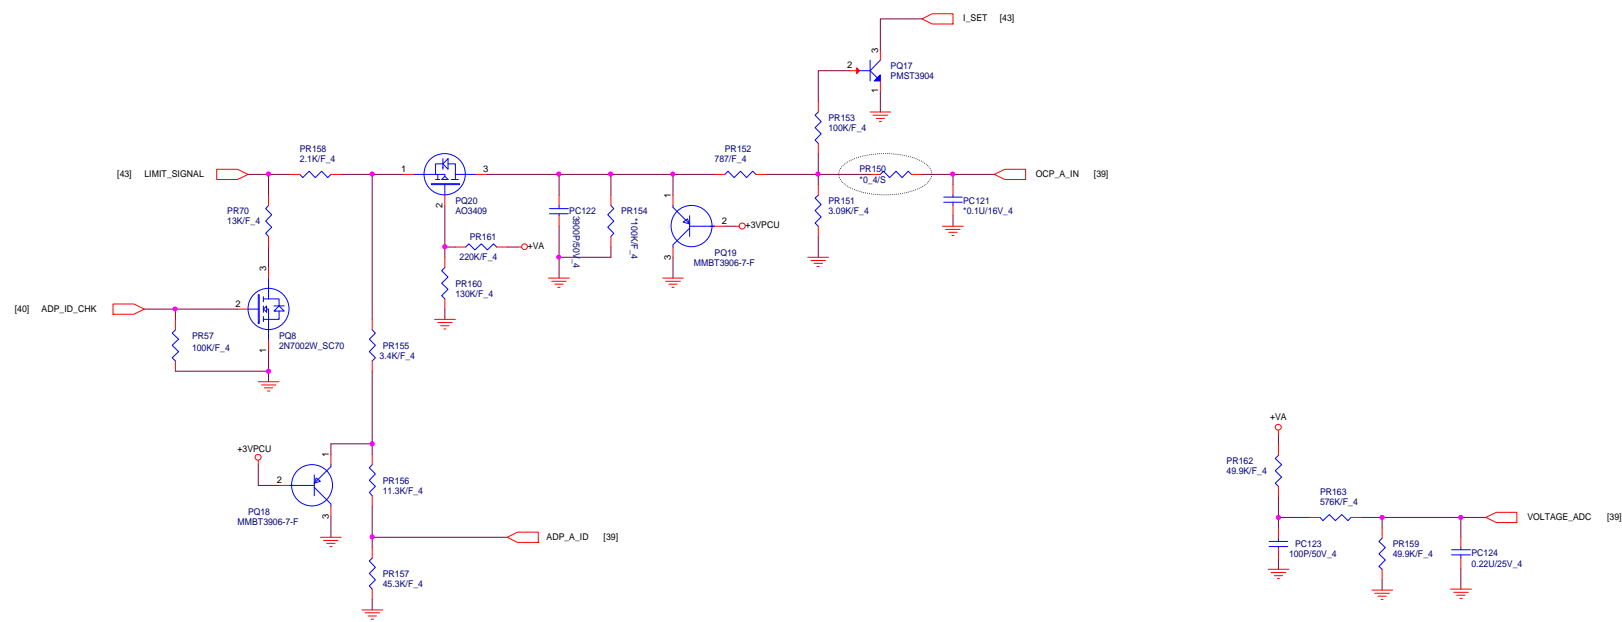 I_SET [43]
3
2
PQ17
PMST3904
1
PR153
100K/F_4
PR158
2.1K/F_4
PR152
787/F_4
[43] LIMIT_SIGNAL
1
3
PR150
*0_4/S
OCP_A_IN [39]
PQ20
AO3409
2
PR70
13K/F_4
PC122
3900P/50V_4
PR154
*100K/F_4
1
2
+3VPCU
PR151
3.09K/F_4
PC121
*0.1U/16V_4
PR161
220K/F_4
+VA
PQ19
MMBT3906-7-F
3
3
PR160
130K/F_4
[40] ADP_ID_CHK
2
PR57
100K/F_4
PQ8
2N7002W_SC70
1
PR155
3.4K/F_4
+VA
+3VPCU
1
2
PR156
11.3K/F_4
PQ18
MMBT3906-7-F
3
PR162
49.9K/F_4
PR163
576K/F_4
VOLTAGE_ADC [39]
ADP_A_ID [39]
PC123
100P/50V_4
PR159
49.9K/F_4
PC124
0.22U/25V_4
PR157
45.3K/F_4